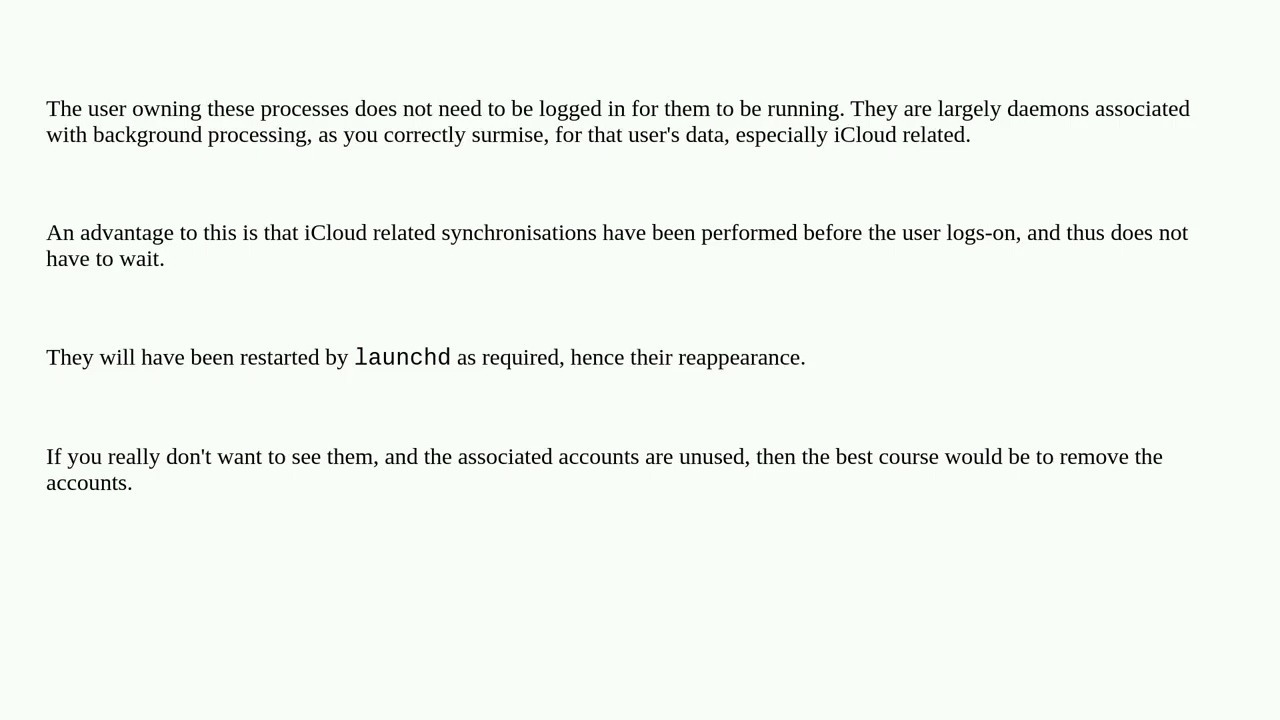 The user owning these processes does not need to be logged in for them to be running. They are largely daemons associated
with background processing, as you correctly surmise, for that user's data, especially iCloud related.
An advantage to this is that iCloud related synchronisations have been performed before the user logs-on, and thus does not
have to wait.
They will have been restarted by launchd as required, hence their reappearance.
If you really don't want to see them, and the associated accounts are unused, then the best course would be to remove the
accounts.